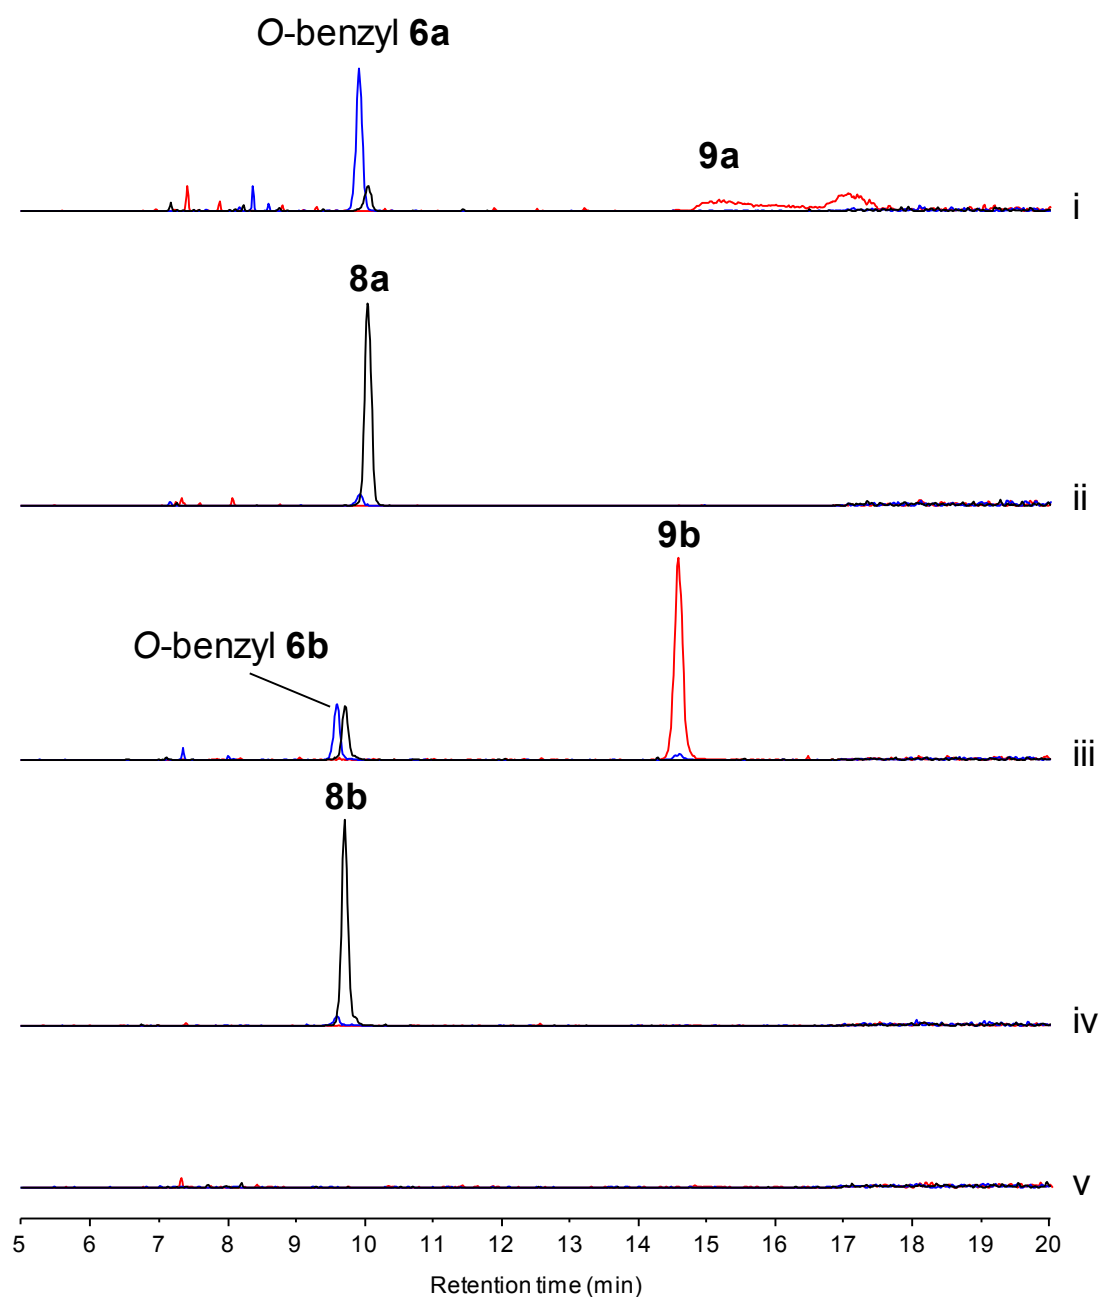 O-benzyl 6a
9a
i
8a
ii
9b
O-benzyl 6b
iii
8b
iv
v
5 6 7 8 9 10 11 12 13 14 15 16 17 18 19 20
Retention time (min)